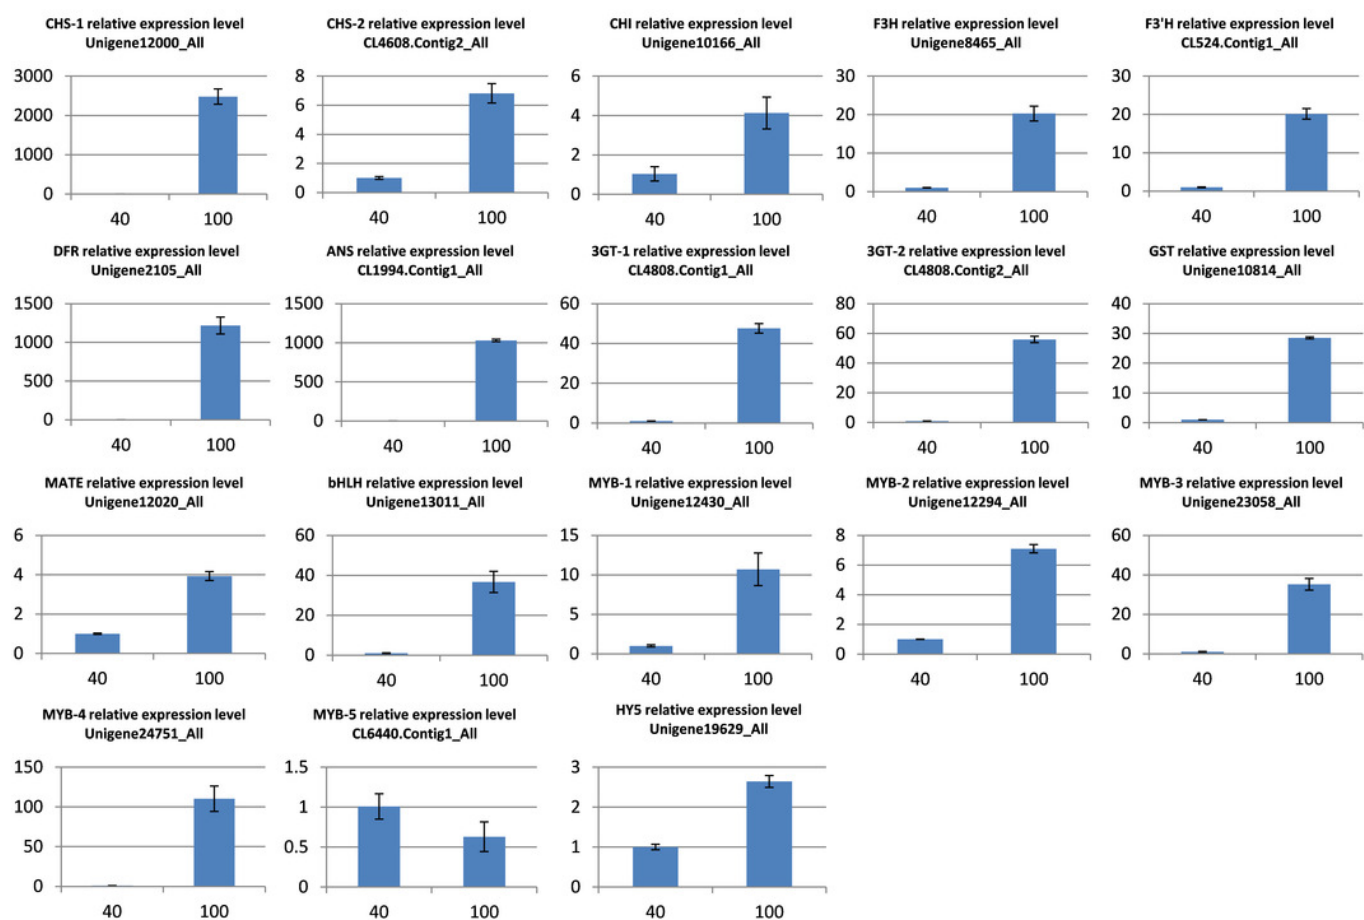 CHS-1 relative expression level
Unigene12000_All
3000
2000
1000
0
40 100
CHS-2 relative expression level
CL4608.Contig2_All
8
6
4
2
0
40 100
CHI relative expression level
Unigene10166_All
6
4
2
0
40 100
F3H relative expression level
Unigene8465_All
30
20
10
0
40 100
F3'H relative expression level
CL524.Contig1_All
30
20
10
0
40 100
DFR relative expression level
Unigene2105_All
1500
1000
500
0
40 100
ANS relative expression level
CL1994.Contig1_All
1500
1000
500
0
40 100
3GT-1 relative expression level
CL4808.Contig1_All
60
40
20
0
40 100
3GT-2 relative expression level
CL4808.Contig2_All
80
60
40
20
0
40 100
GST relative expression level
Unigene10814_All
40
30
20
10
0
40 100
MATE relative expression level
Unigene12020_All
6
4
2
0
40 100
bHLH relative expression level
Unigene13011_All
60
40
20
0
40 100
MYB-1 relative expression level
Unigene12430_All
15
10
5
0
40 100
MYB-2 relative expression level
Unigene12294_All
8
6
4
2
0
40 100
MYB-3 relative expression level
Unigene23058_All
60
40
20
0
40 100
MYB-4 relative expression level
Unigene24751_All
150
100
50
0
40 100
MYB-5 relative expression level
CL6440.Contig1_All
1.5
1
0.5
0
40 100
HY5 relative expression level
Unigene19629_All
3
2
1
0
40 100